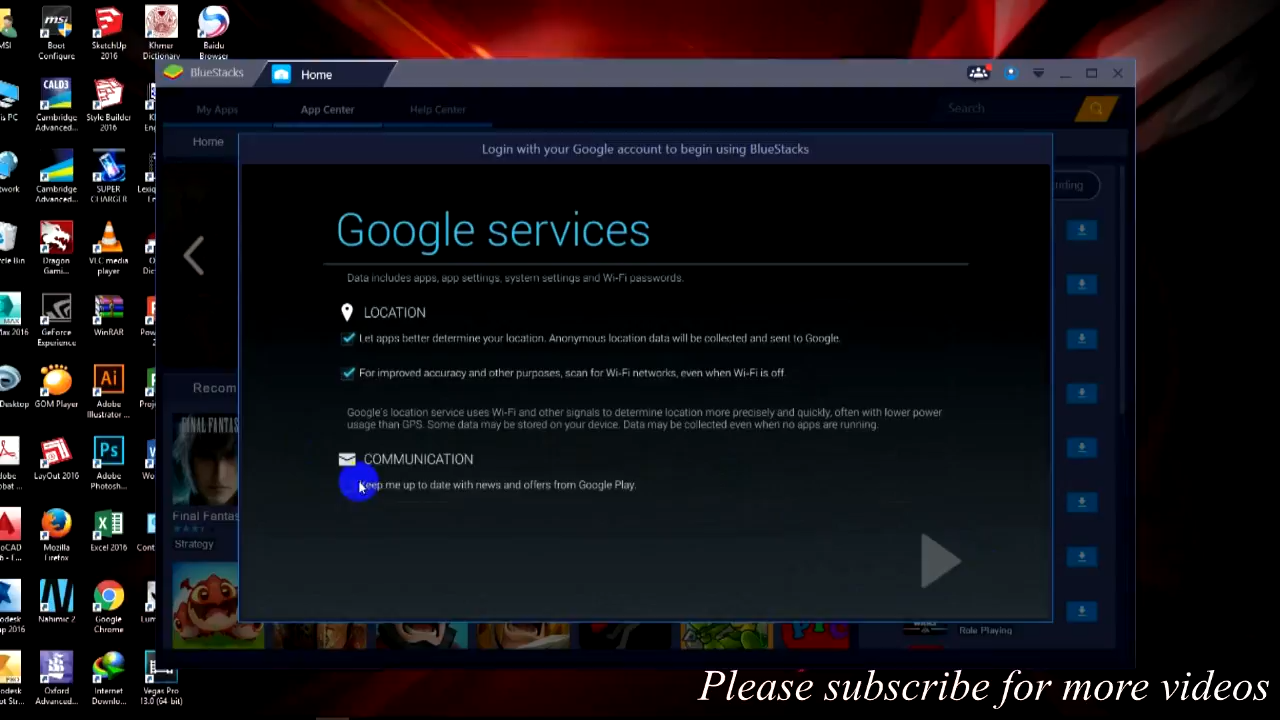 MSI
Boot
Configure
SketchUp
2016
Khmer
Dictionary
Baidu
Browser
BlueStacks
Home
My Apps
App Center
Help Center
Search
Home
Login with your Google account to begin using BlueStacks
Google services
Data includes apps, app settings, system settings and Wi-Fi passwords.
LOCATION
Let apps better determine your location. Anonymous location data will be collected and sent to Google.
For improved accuracy and other purposes, scan for Wi-Fi networks, even when Wi-Fi is off.
Google's location service uses Wi-Fi and other signals to determine location more precisely and quickly, often with lower power
usage than GPS. Some data may be stored on your device. Data may be collected even when no apps are running.
COMMUNICATION
Keep me up to date with news and offers from Google Play.
Recom
FINAL FANTAS
Final Fantas
Strategy
Role Playing
CALD3
Cambridge
Advanced...
Style Builder
2016
Cambridge
Advanced...
SUPER
CHARGER
Dragon
Gami...
VLC media
player
GeForce
Experience
WinRAR
GOM Player
Adobe
Illustrator ...
LayOut 2016
Adobe
Photosh...
Mozilla
Firefox
Excel 2016
Nahimic 2
Google
Chrome
Oxford
Advanced...
Internet
Downlo...
Vegas Pro
13.0 (64-bit)
Please subscribe for more videos